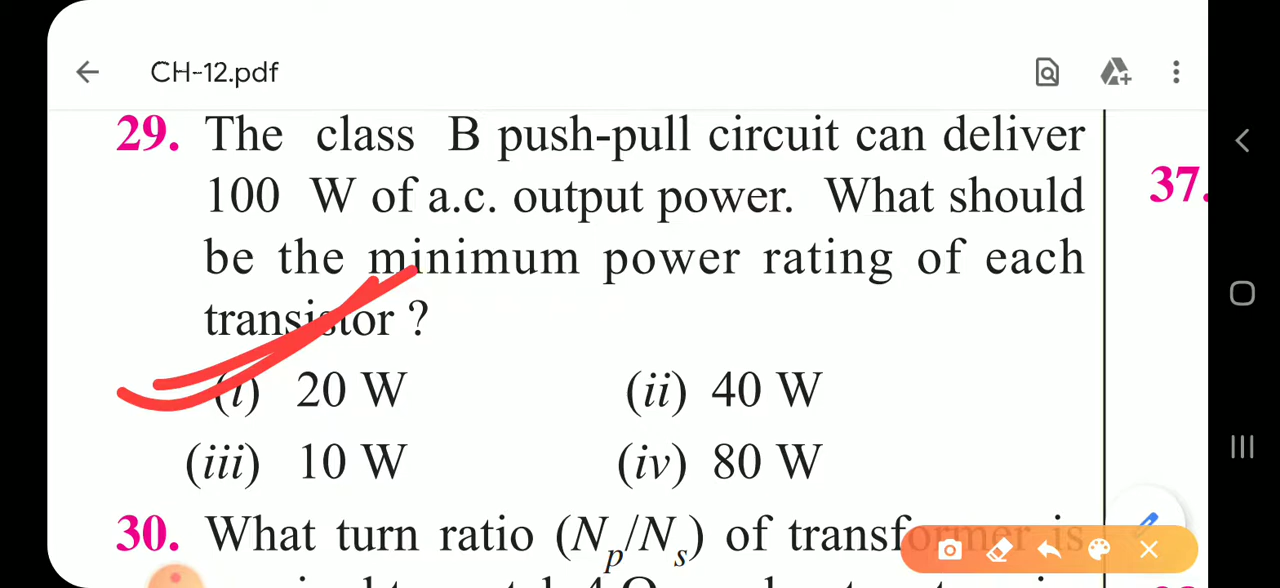 CH-12.pdf
29. The class B push-pull circuit can deliver
100 W of a.c. output power. What should
be the minimum power rating of each
transistor ?
(i) 20 W (ii) 40 W
(iii) 10 W (iv) 80 W
30. What turn ratio (Np/Ns) of transformer is
37.